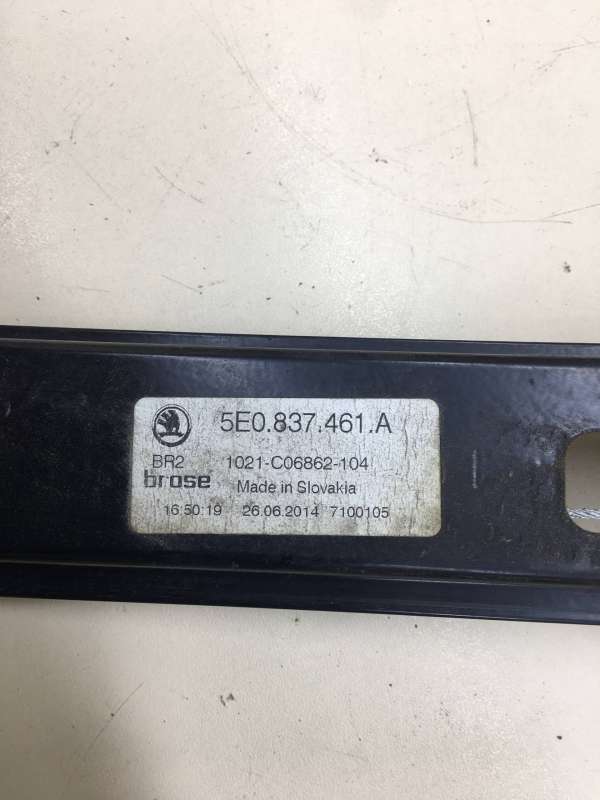 5E0.837.461.A
BR2 1021-C06862-104
brose Made in Slovakia
16:50:19 26.06.2014 7100105